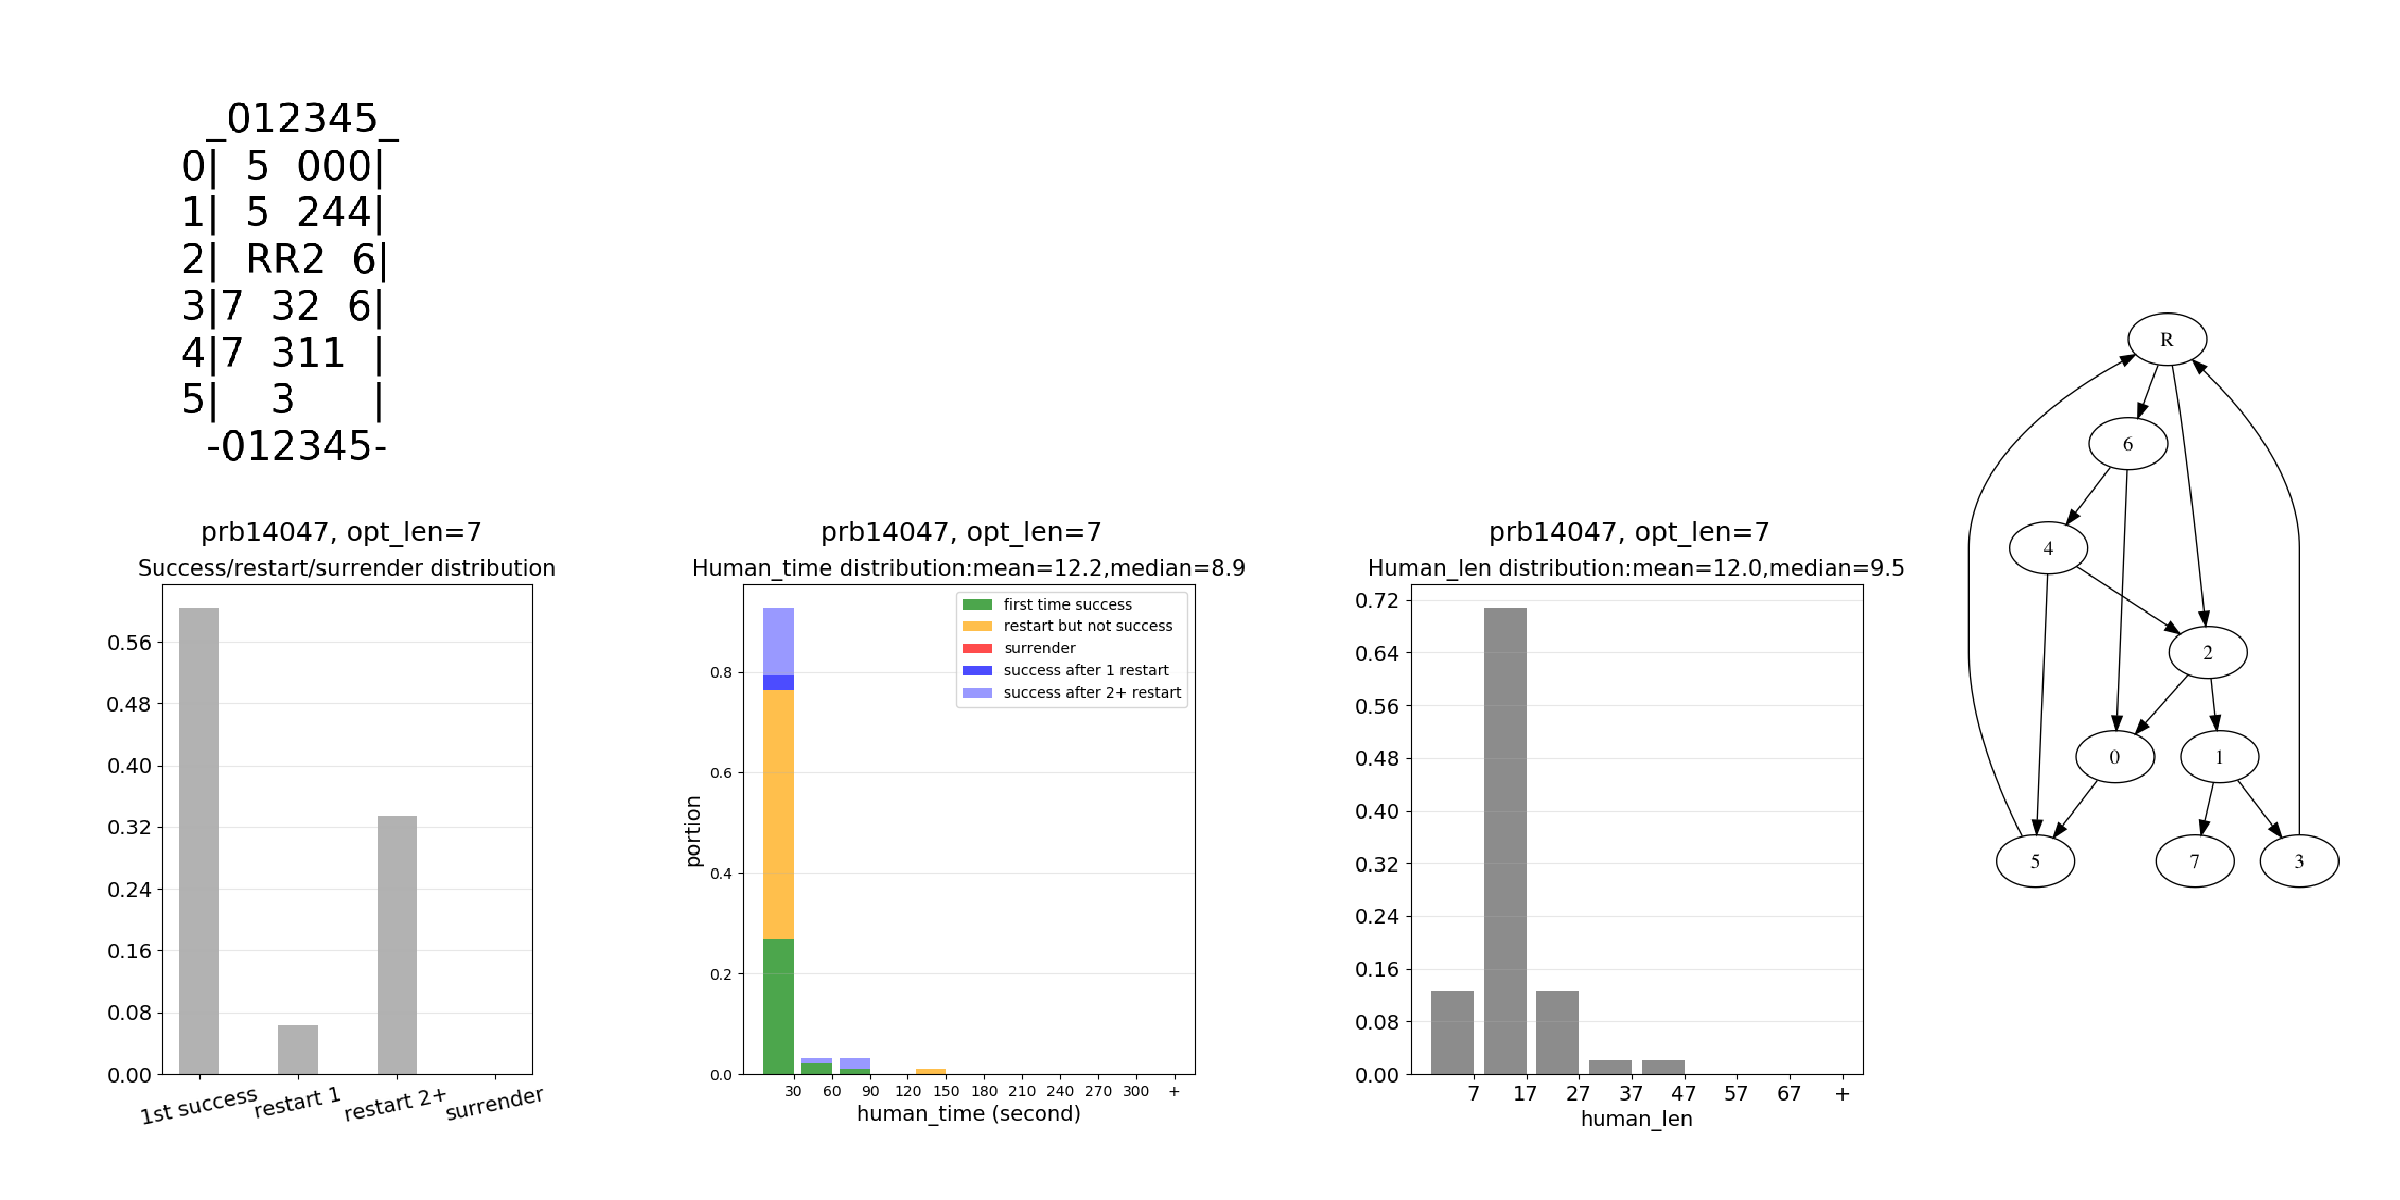 _012345_
0| 5  000|
1| 5  244|
2| RR2  6|
3|7  32  6|
4|7  311  |
5|    3      |
-012345-
prb14047, opt_len=7
Success/restart/surrender distribution
0.56
0.48
0.40
0.32
0.24
0.16
0.08
0.00
1st success
restart 1
restart 2+
surrender
prb14047, opt_len=7
Human_time distribution:mean=12.2,median=8.9
first time success
restart but not success
surrender
success after 1 restart
success after 2+ restart
portion
0.8
0.6
0.4
0.2
0.0
30 60 90 120 150 180 210 240 270 300 +
human_time (second)
prb14047, opt_len=7
Human_len distribution:mean=12.0,median=9.5
0.72
0.64
0.56
0.48
0.40
0.32
0.24
0.16
0.08
0.00
7 17 27 37 47 57 67 +
human_len
R
6
4
2
0 1
5 7 3